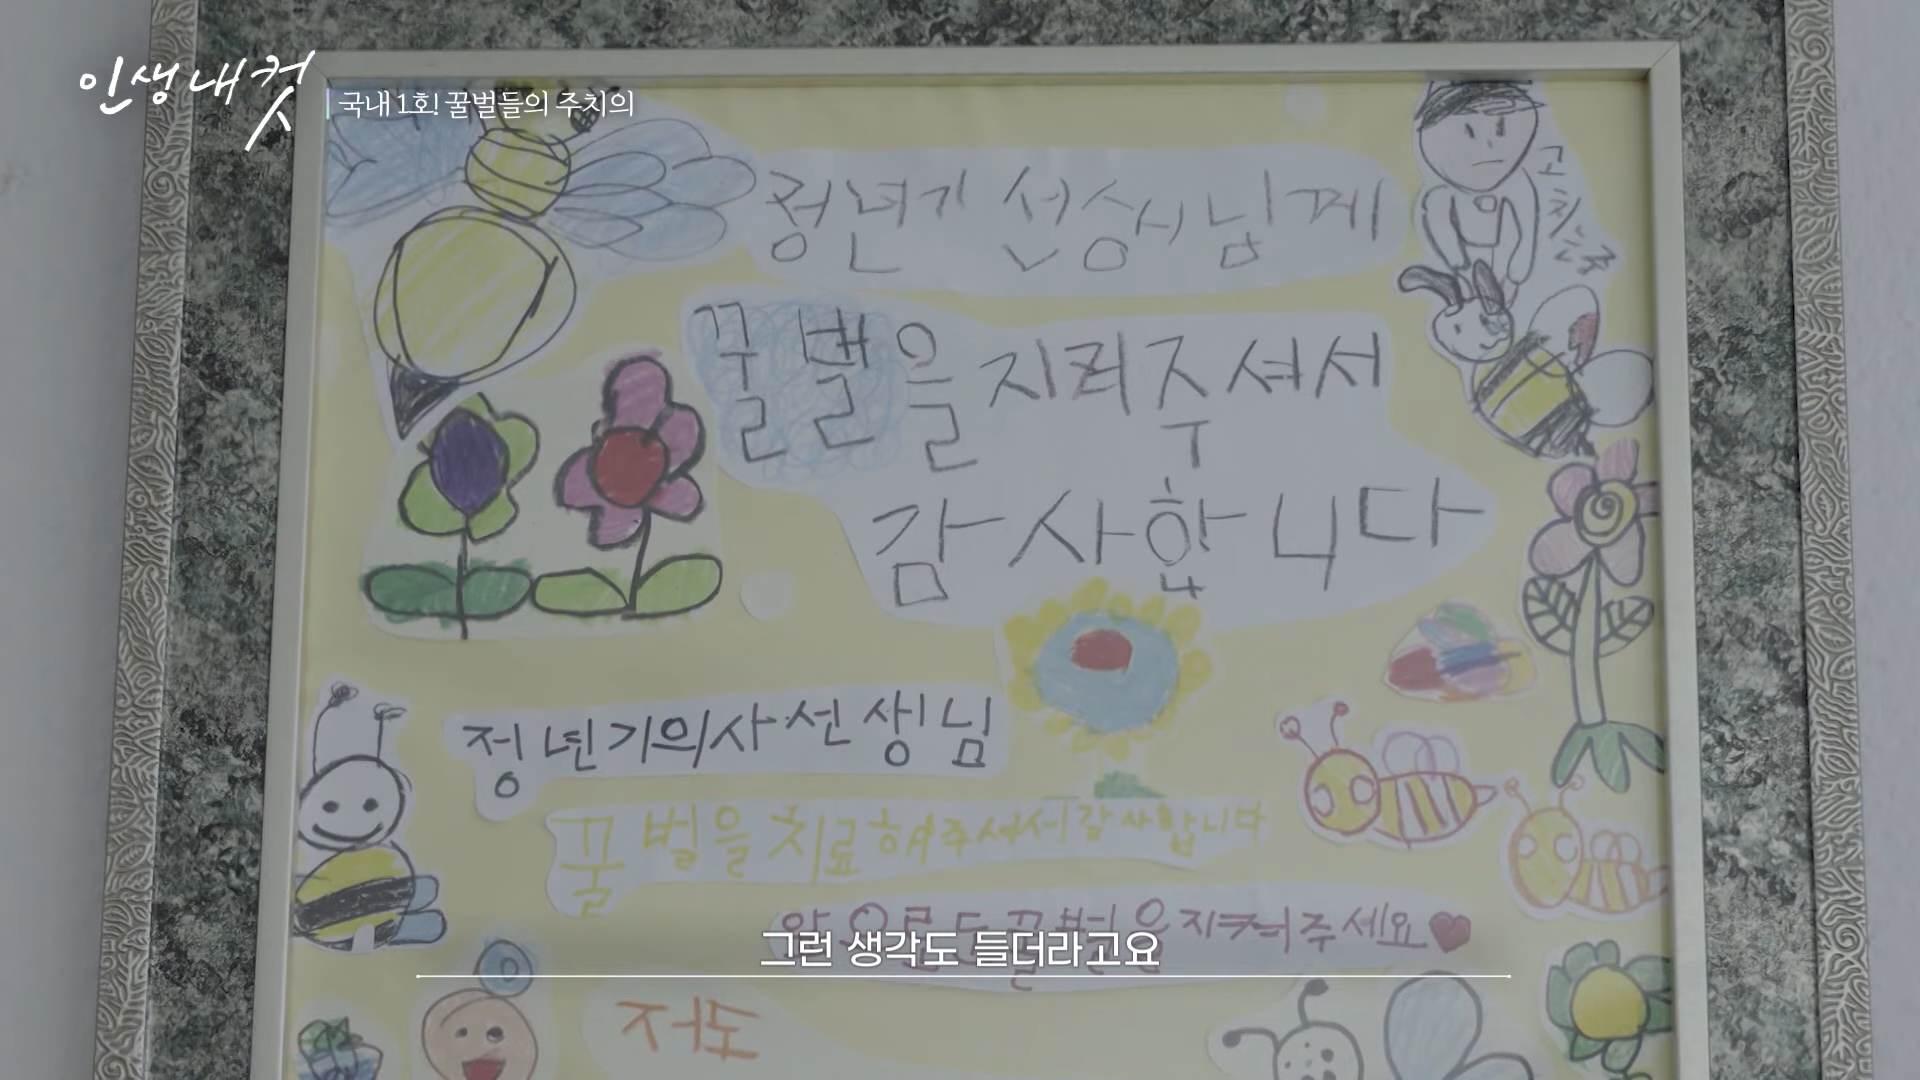 인생내컷
국내 1호! 꿀벌들의 주치의
정년기 선생님께
고치는중
꿀벌을 지켜주셔서
감사합니다
정년기의사선생님
꿀벌을 치료해주셔서 감사합니다
앞으로도 꿀벌을 지켜주세요
그런 생각도 들더라고요
저도